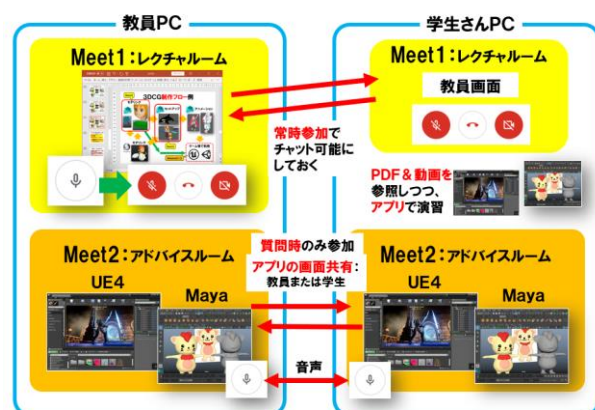 教員PC
学生さんPC
Meet1:レクチャルーム
3DCG制作フロー例
Meet1:レクチャルーム
教員画面
常時参加で
チャット可能に
しておく
PDF&動画を
参照しつつ、
アプリで演習
Meet2:アドバイスルーム
UE4
Maya
質問時のみ参加
アプリの画面共有:
教員または学生
音声
Meet2:アドバイスルーム
UE4
Maya